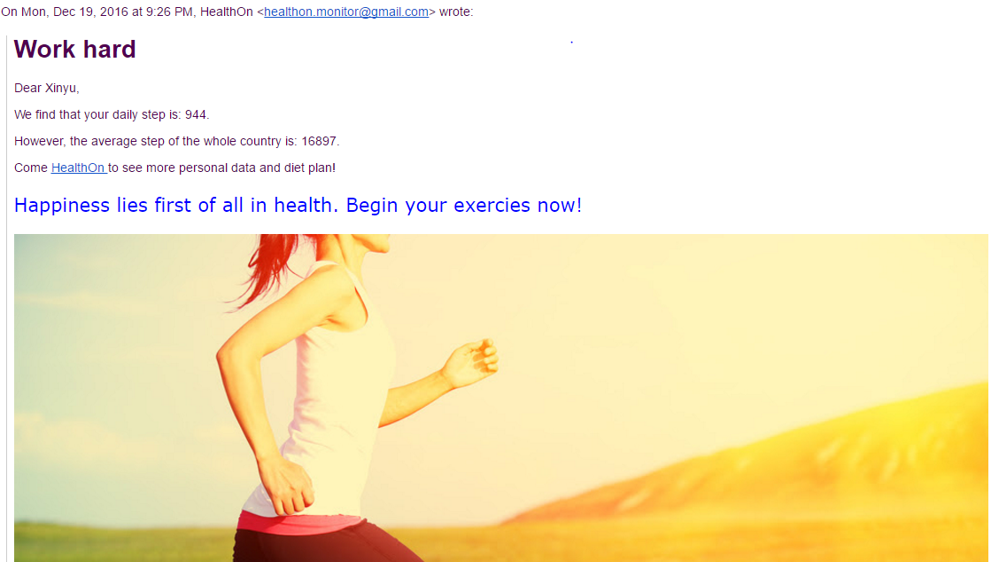 On Mon, Dec 19, 2016 at 9:26 PM, HealthOn <healthon.monitor@gmail.com> wrote:
Work hard
Dear Xinyu,
We find that your daily step is: 944.
However, the average step of the whole country is: 16897.
Come HealthOn to see more personal data and diet plan!
Happiness lies first of all in health. Begin your exercies now!